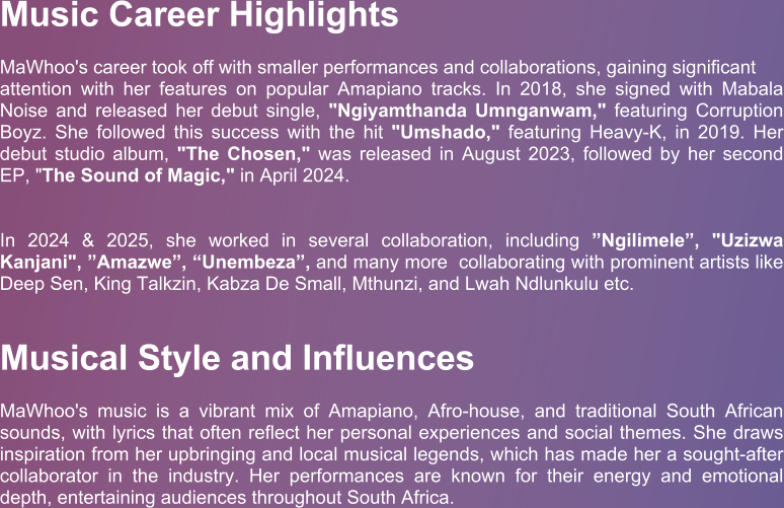 Music Career Highlights
MaWhoo's career took off with smaller performances and collaborations, gaining significant
attention with her features on popular Amapiano tracks. In 2018, she signed with Mabala
Noise and released her debut single, "Ngiyamthanda Umnganwam," featuring Corruption
Boyz. She followed this success with the hit "Umshado," featuring Heavy-K, in 2019. Her
debut studio album, "The Chosen," was released in August 2023, followed by her second
EP, "The Sound of Magic," in April 2024.
In 2024 & 2025, she worked in several collaboration, including ”Ngilimele”, "Uzizwa
Kanjani", ”Amazwe”, “Unembeza”, and many more  collaborating with prominent artists like
Deep Sen, King Talkzin, Kabza De Small, Mthunzi, and Lwah Ndlunkulu etc.
Musical Style and Influences
MaWhoo's music is a vibrant mix of Amapiano, Afro-house, and traditional South African
sounds, with lyrics that often reflect her personal experiences and social themes. She draws
inspiration from her upbringing and local musical legends, which has made her a sought-after
collaborator in the industry. Her performances are known for their energy and emotional
depth, entertaining audiences throughout South Africa.